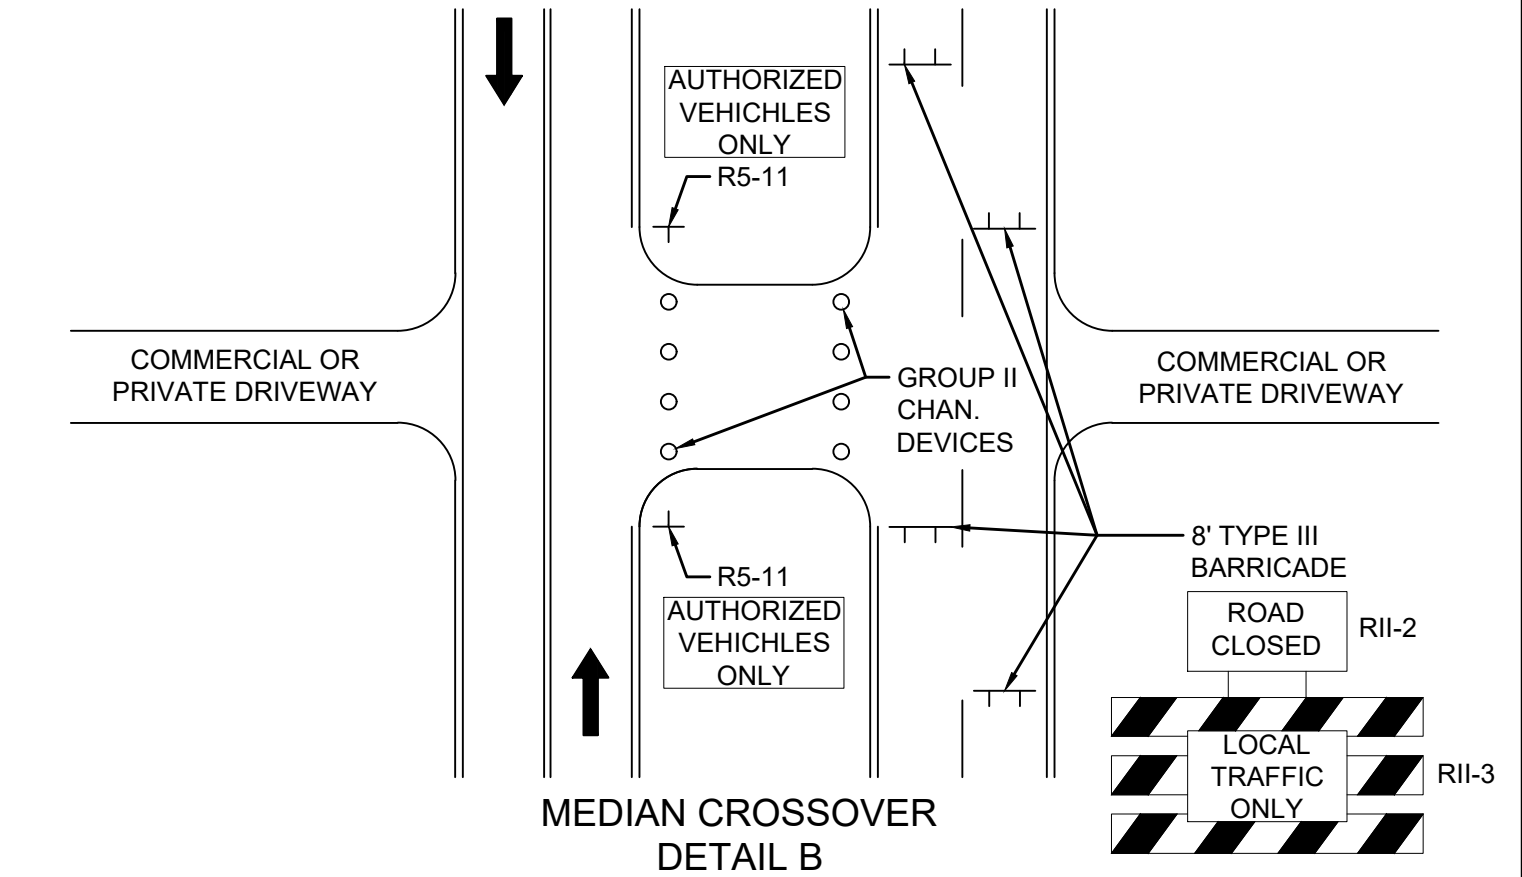 AUTHORIZED
VEHICHLES
ONLY
R5-11
COMMERCIAL OR
PRIVATE DRIVEWAY
GROUP II
CHAN.
DEVICES
COMMERCIAL OR
PRIVATE DRIVEWAY
R5-11
AUTHORIZED
VEHICHLES
ONLY
8' TYPE III
BARRICADE
ROAD
CLOSED
RII-2
LOCAL
TRAFFIC
ONLY
RII-3
MEDIAN CROSSOVER
DETAIL B